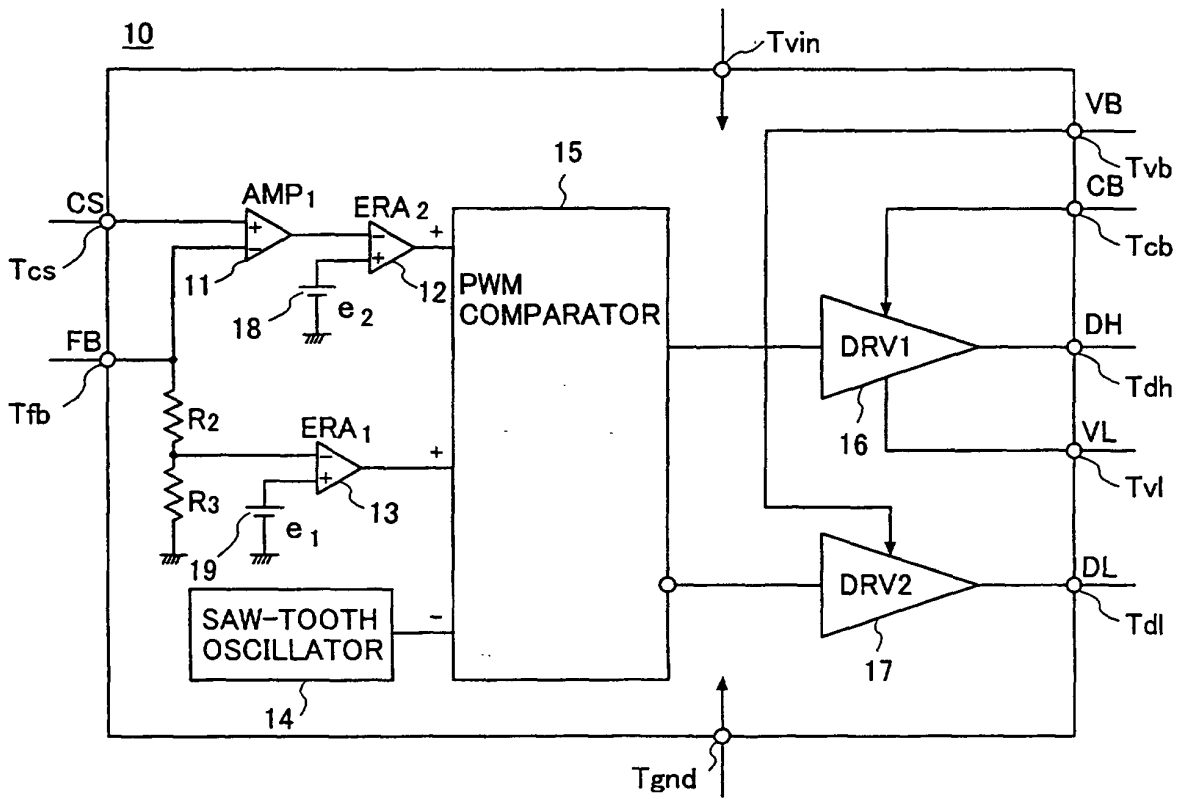 10
Tvin
VB
Tvb
CB
Tcb
15
CS
Tcs
AMP1
+
-
11
ERA2
-
+
12
+
18
e2
PWM
COMPARATOR
FB
Tfb
DRV1
16
DH
Tdh
VL
Tvl
R2
R3
ERA1
-
+
13
+
19
e1
SAW-TOOTH
OSCILLATOR
-
14
DRV2
17
DL
Tdl
Tgnd